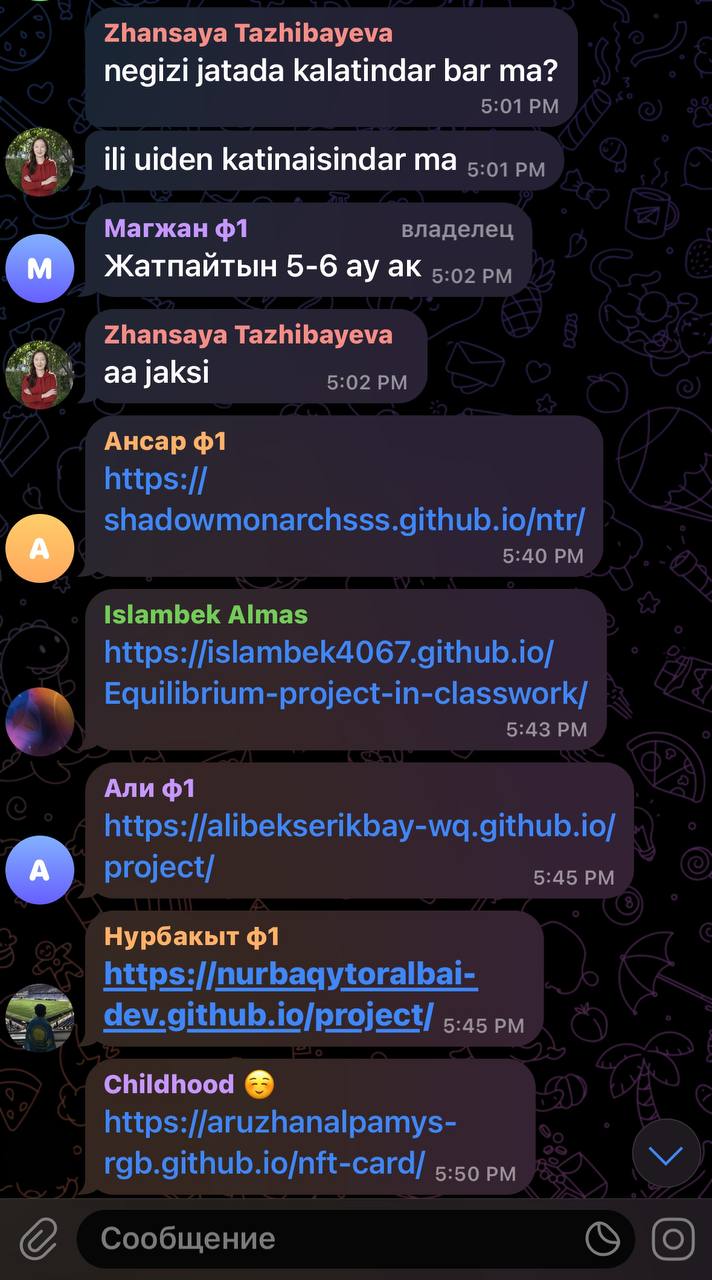 Zhansaya Tazhibayeva
negizi jatada kalatindar bar ma?
5:01 PM
ili uiden katinaisindar ma 5:01 PM
Магжан ф1 владелец
М
Жатпайтын 5-6 ау ак 5:02 PM
Zhansaya Tazhibayeva
aa jaksi 5:02 PM
Ансар ф1
https://
shadowmonarchsss.github.io/ntr/
А
5:40 PM
Islambek Almas
https://islambek4067.github.io/
Equilibrium-project-in-classwork/
5:43 PM
Али ф1
https://alibekserikbay-wq.github.io/
project/
А
5:45 PM
Нурбакыт ф1
https://nurbaqytoralbai-
dev.github.io/project/ 5:45 PM
Childhood ☺️
https://aruzhanalpamys-
rgb.github.io/nft-card/ 5:50 PM
Сообщение